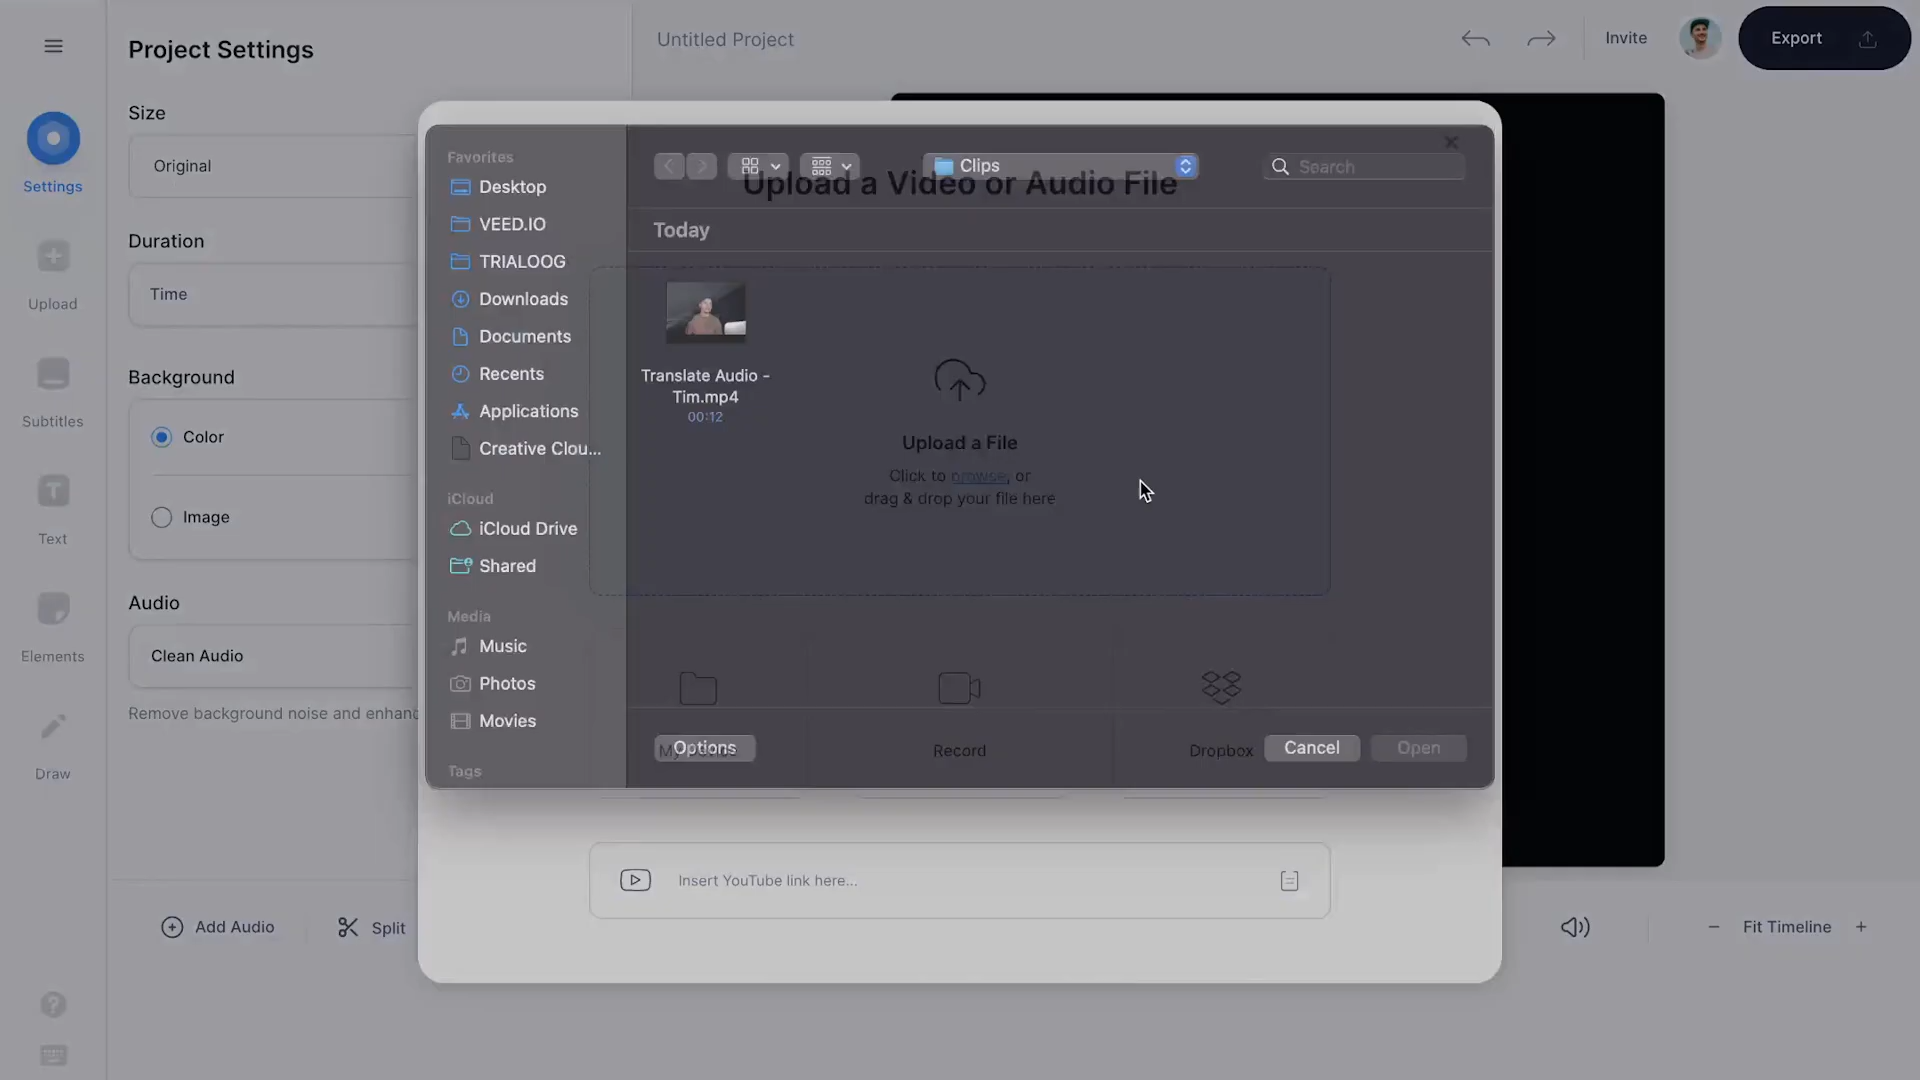 Project Settings
Untitled Project
Invite
Export
Size
Original
Duration
Time
Background
Color
Image
Audio
Clean Audio
Remove background noise and enhanc
Settings
Upload
Subtitles
Text
Elements
Draw
Favorites
Desktop
VEED.IO
TRIALOOG
Downloads
Documents
Recents
Applications
Creative Clou...
iCloud
iCloud Drive
Shared
Media
Music
Photos
Movies
Tags
Clips
Search
Upload a Video or Audio File
Today
Translate Audio -
Tim.mp4
00:12
Upload a File
Click to browse, or
drag & drop your file here
Options
Record
Dropbox
Cancel
Open
Insert YouTube link here...
Add Audio
Split
Fit Timeline